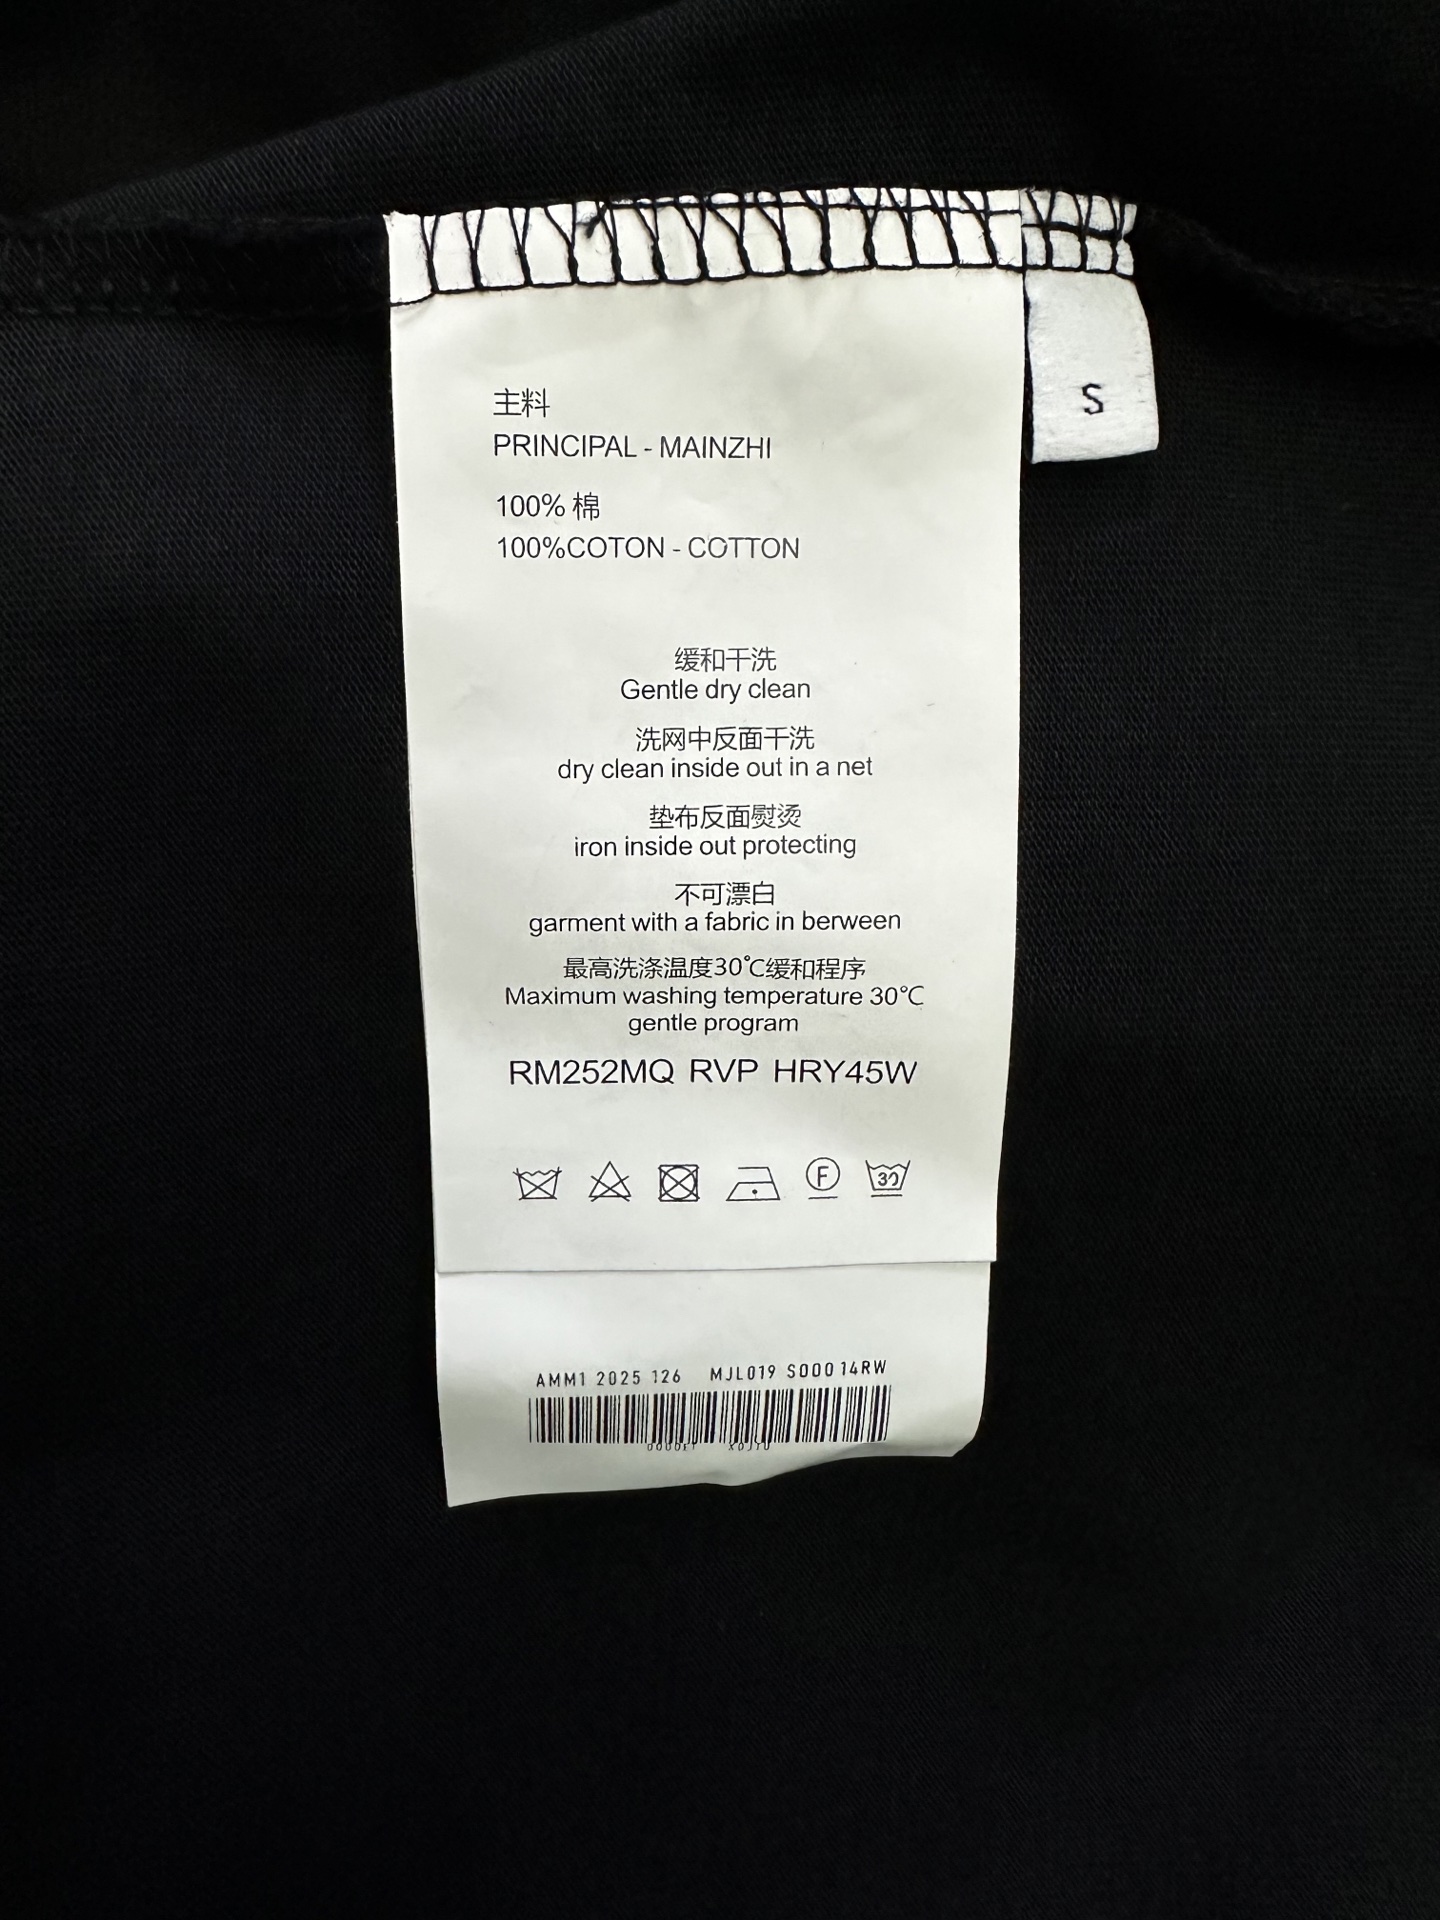 主料
PRINCIPAL - MAINZHI
100% 棉
100%COTON - COTTON
缓和干洗
Gentle dry clean
洗网中反面干洗
dry clean inside out in a net
垫布反面熨烫
iron inside out protecting
不可漂白
garment with a fabric in berween
最高洗涤温度30℃缓和程序
Maximum washing temperature 30℃
gentle program
RM252MQ RVP HRY45W
F
30
S
AMM1 2025 126 MJL019 S000 14RW